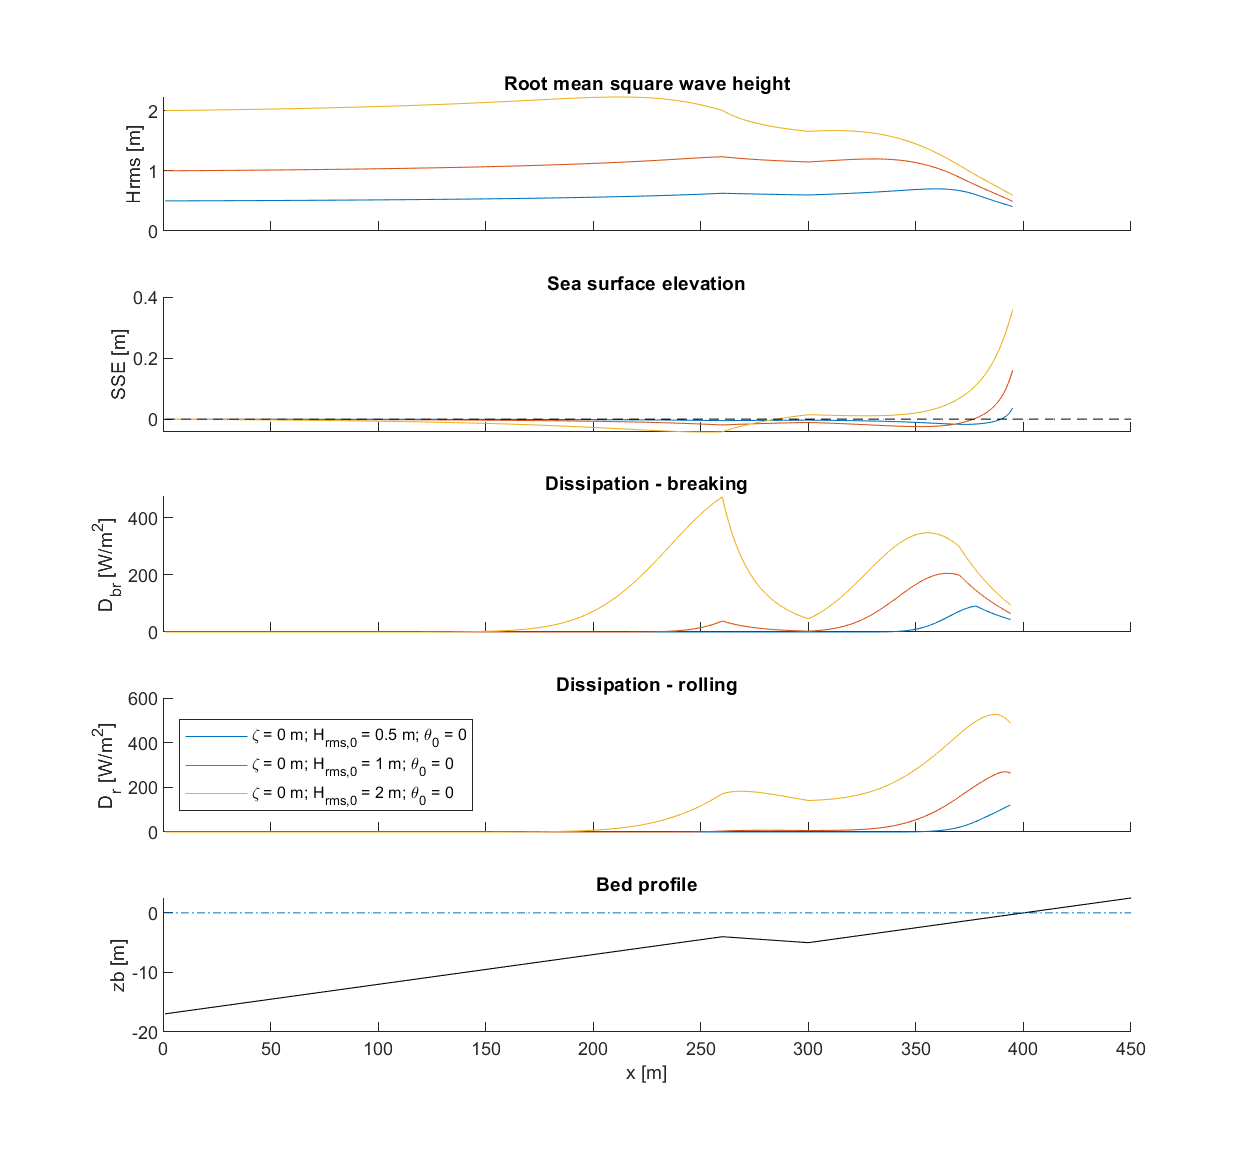 Root mean square wave height
2
1
0
Hrms [m]
Sea surface elevation
0.4
0.2
0
SSE [m]
Dissipation - breaking
400
200
0
D_br [W/m²]
Dissipation - rolling
600
400
200
0
D_r [W/m²]
ζ = 0 m; H_rms,0 = 0.5 m; θ_0 = 0
ζ = 0 m; H_rms,0 = 1 m; θ_0 = 0
ζ = 0 m; H_rms,0 = 2 m; θ_0 = 0
Bed profile
0
-10
-20
zb [m]
0 50 100 150 200 250 300 350 400 450
x [m]